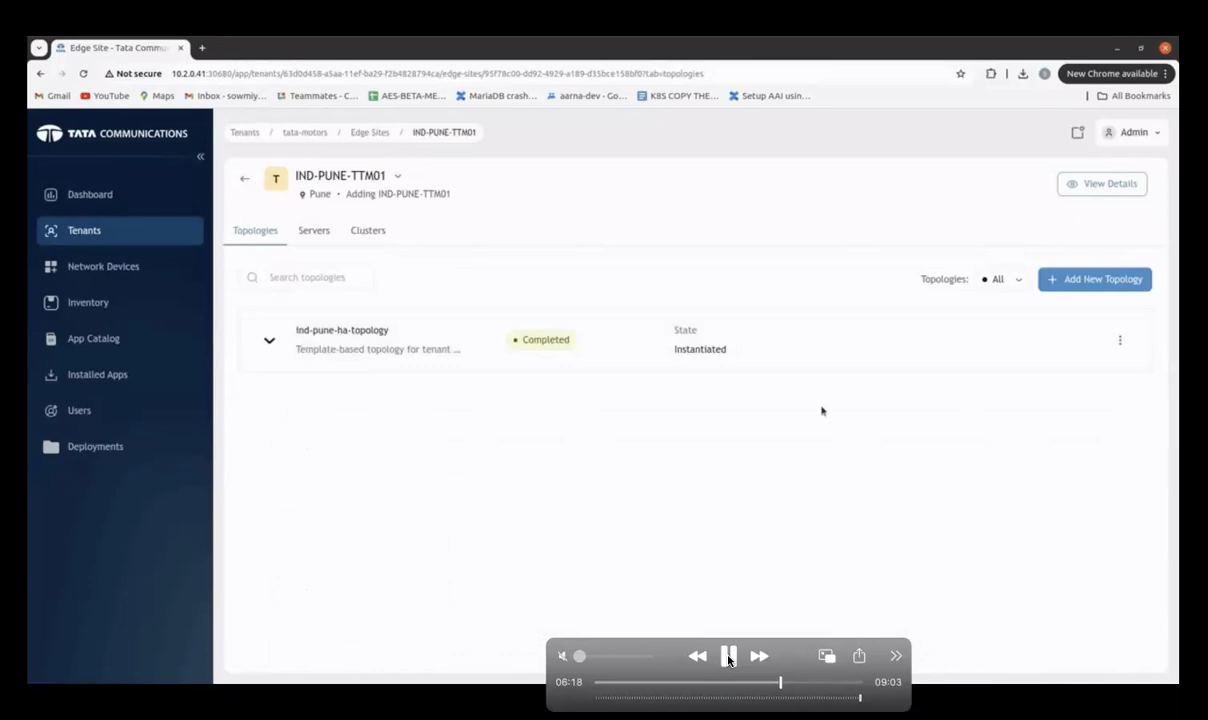 Edge Site - Tata Commu
Not secure 10.2.0.41:30680/app/tenants/63d0d458-a5aa-11ef-ba29-f2b4828794ca/edge-sites/95f78c00-dd92-4929-a189-d35bce158bf0?tab=topologies
New Chrome available
Gmail YouTube Maps Inbox - sowmiy... Teammates - C... AES-BETA-ME... MariaDB crash... aarna-dev - Go... K8S COPY THE... Setup AAI usin... All Bookmarks
TATA COMMUNICATIONS
Tenants / tata-motors / Edge Sites / IND-PUNE-TTM01
Admin
T IND-PUNE-TTM01
Pune • Adding IND-PUNE-TTM01
View Details
Dashboard
Tenants
Network Devices
Inventory
App Catalog
Installed Apps
Users
Deployments
Topologies Servers Clusters
Search topologies
Topologies: All
+ Add New Topology
ind-pune-ha-topology
Template-based topology for tenant ...
Completed
State
Instantiated
06:18
09:03